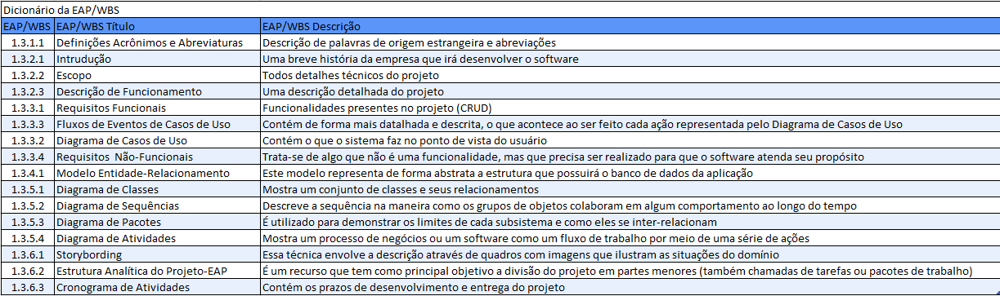 Dicionário da EAP/WBS
EAP/WBS EAP/WBS Título EAP/WBS Descrição
1.3.1.1 Definições Acrônimos e Abreviaturas Descrição de palavras de origem estrangeira e abreviações
1.3.2.1 Intrudução Uma breve história da empresa que irá desenvolver o software
1.3.2.2 Escopo Todos detalhes técnicos do projeto
1.3.2.3 Descrição de Funcionamento Uma descrição detalhada do projeto
1.3.3.1 Requisitos Funcionais Funcionalidades presentes no projeto (CRUD)
1.3.3.3 Fluxos de Eventos de Casos de Uso Contém de forma mais datalhada e descrita, o que acontece ao ser feito cada ação representada pelo Diagrama de Casos de Uso
1.3.3.2 Diagrama de Casos de Uso Contém o que o sistema faz no ponto de vista do usuário
1.3.3.4 Requisitos Não-Funcionais Trata-se de algo que não é uma funcionalidade, mas que precisa ser realizado para que o software atenda seu propósito
1.3.4.1 Modelo Entidade-Relacionamento Este modelo representa de forma abstrata a estrutura que possuirá o banco de dados da aplicação
1.3.5.1 Diagrama de Classes Mostra um conjunto de classes e seus relacionamentos
1.3.5.2 Diagrama de Sequências Descreve a sequência na maneira como os grupos de objetos colaboram em algum comportamento ao longo do tempo
1.3.5.3 Diagrama de Pacotes É utilizado para demonstrar os limites de cada subsistema e como eles se inter-relacionam
1.3.5.4 Diagrama de Atividades Mostra um processo de negócios ou um software como um fluxo de trabalho por meio de uma série de ações
1.3.6.1 Storybording Essa técnica envolve a descrição através de quadros com imagens que ilustram as situações do domínio
1.3.6.2 Estrutura Analítica do Projeto-EAP É um recurso que tem como principal objetivo a divisão do projeto em partes menores (também chamadas de tarefas ou pacotes de trabalho)
1.3.6.3 Cronograma de Atividades Contém os prazos de desenvolvimento e entrega do projeto